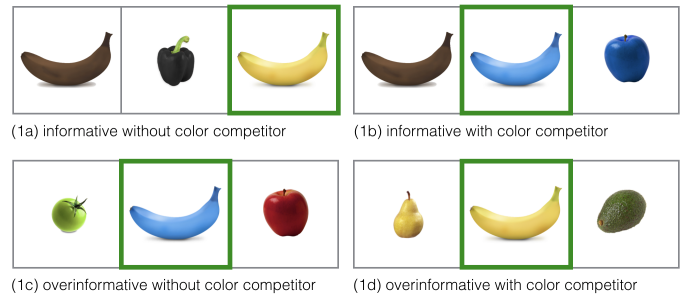 (1a) informative without color competitor
(1b) informative with color competitor
(1c) overinformative without color competitor
(1d) overinformative with color competitor